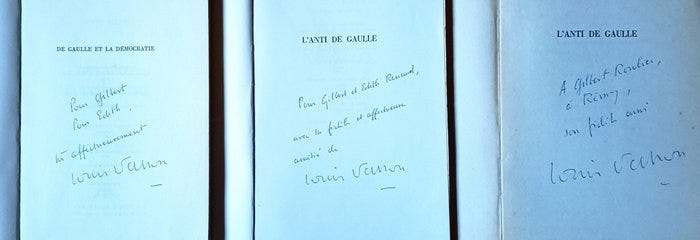 DE GAULLE ET LA DÉMOCRATIE
Pour Gilbert
Pour Edith,
très affectueusement
Louis Vallon
L'ANTI DE GAULLE
Pour Gilbert et Edith Renaud,
avec la fidèle et affectueuse
amitié de
Louis Vallon
L'ANTI DE GAULLE
A Gilbert Roulier,
à Rémy,
son fidèle ami
Louis Vallon